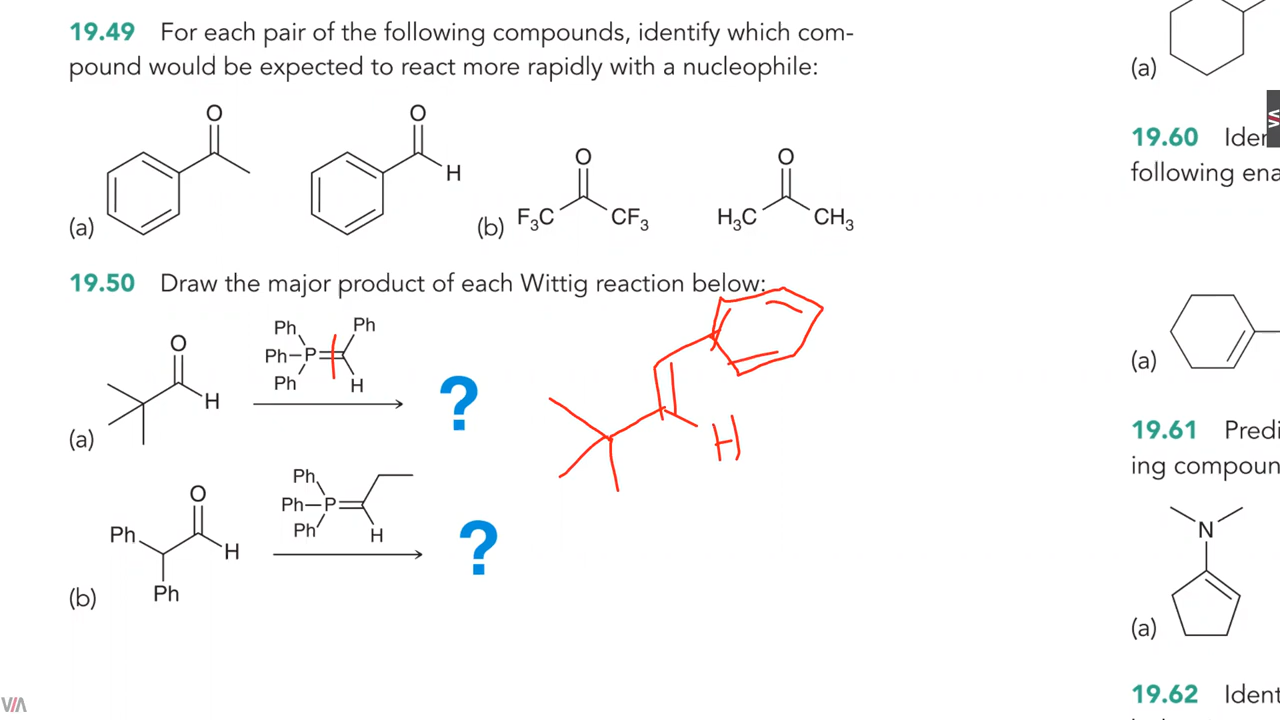 19.49 For each pair of the following compounds, identify which com-
pound would be expected to react more rapidly with a nucleophile:
O
O
H
(a)
O
F3C
CF3
(b)
O
H3C
CH3
19.50 Draw the major product of each Wittig reaction below:
O
H
(a)
Ph
Ph
Ph–P
Ph
H
?
H
O
Ph
H
Ph
(b)
Ph
Ph–P
Ph
H
?
(a)
19.60 Iden
following ena
(a)
19.61 Predi
ing compoun
N
(a)
19.62 Ident
VIA